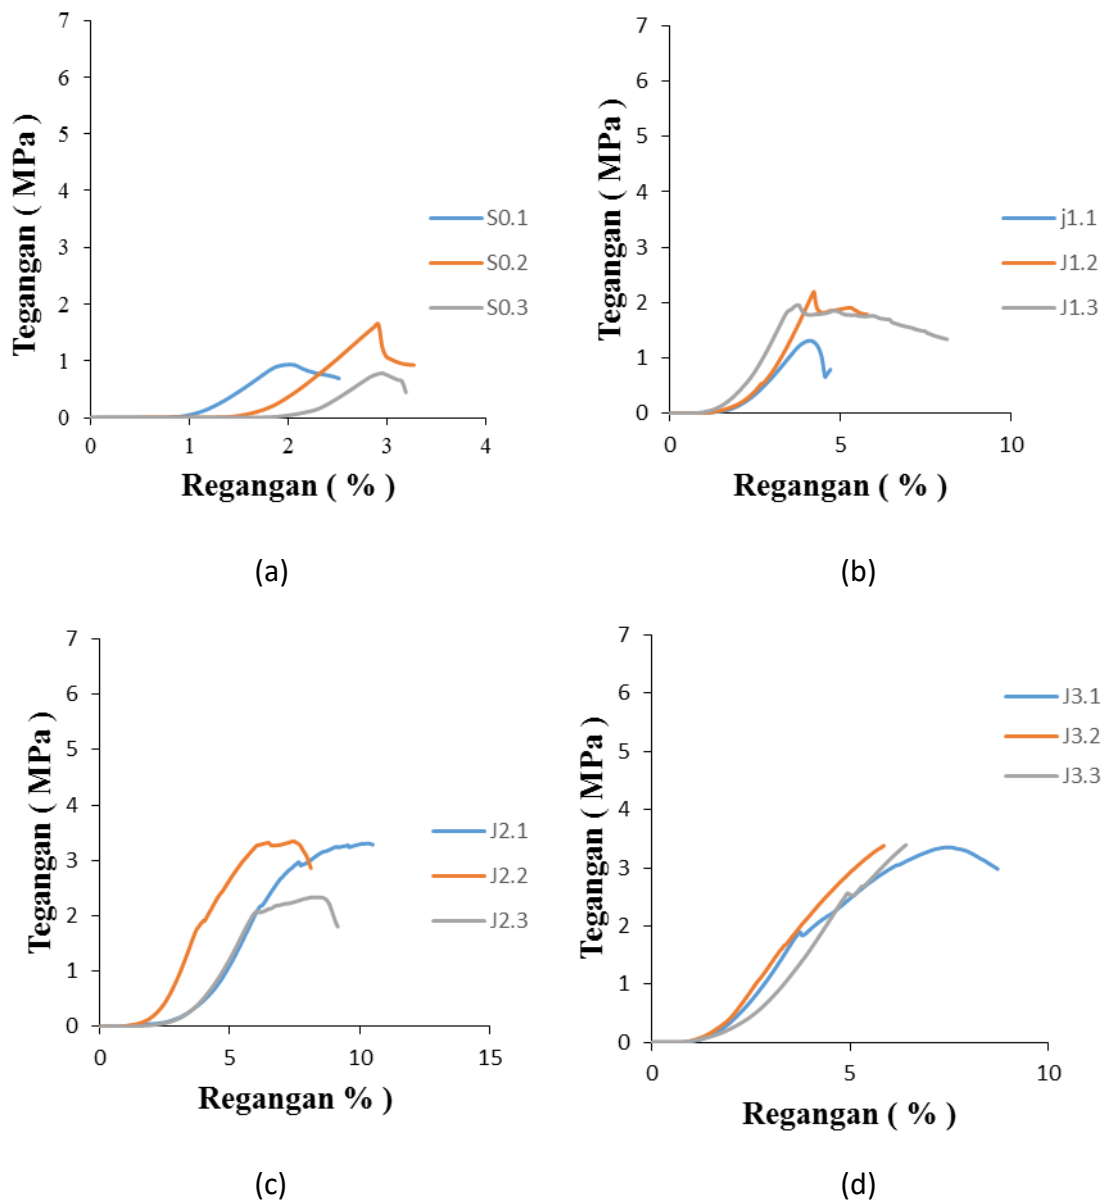 7
6
5
4
3
2
1
0
Tegangan ( MPa )
0 1 2 3 4
Regangan ( % )
S0.1
S0.2
S0.3
(a)
7
6
5
4
3
2
1
0
Tegangan ( MPa )
0 5 10
Regangan ( % )
j1.1
J1.2
J1.3
(b)
7
6
5
4
3
2
1
0
Tegangan ( MPa )
0 5 10 15
Regangan % )
J2.1
J2.2
J2.3
(c)
7
6
5
4
3
2
1
0
Tegangan ( MPa )
0 5 10
Regangan ( % )
J3.1
J3.2
J3.3
(d)